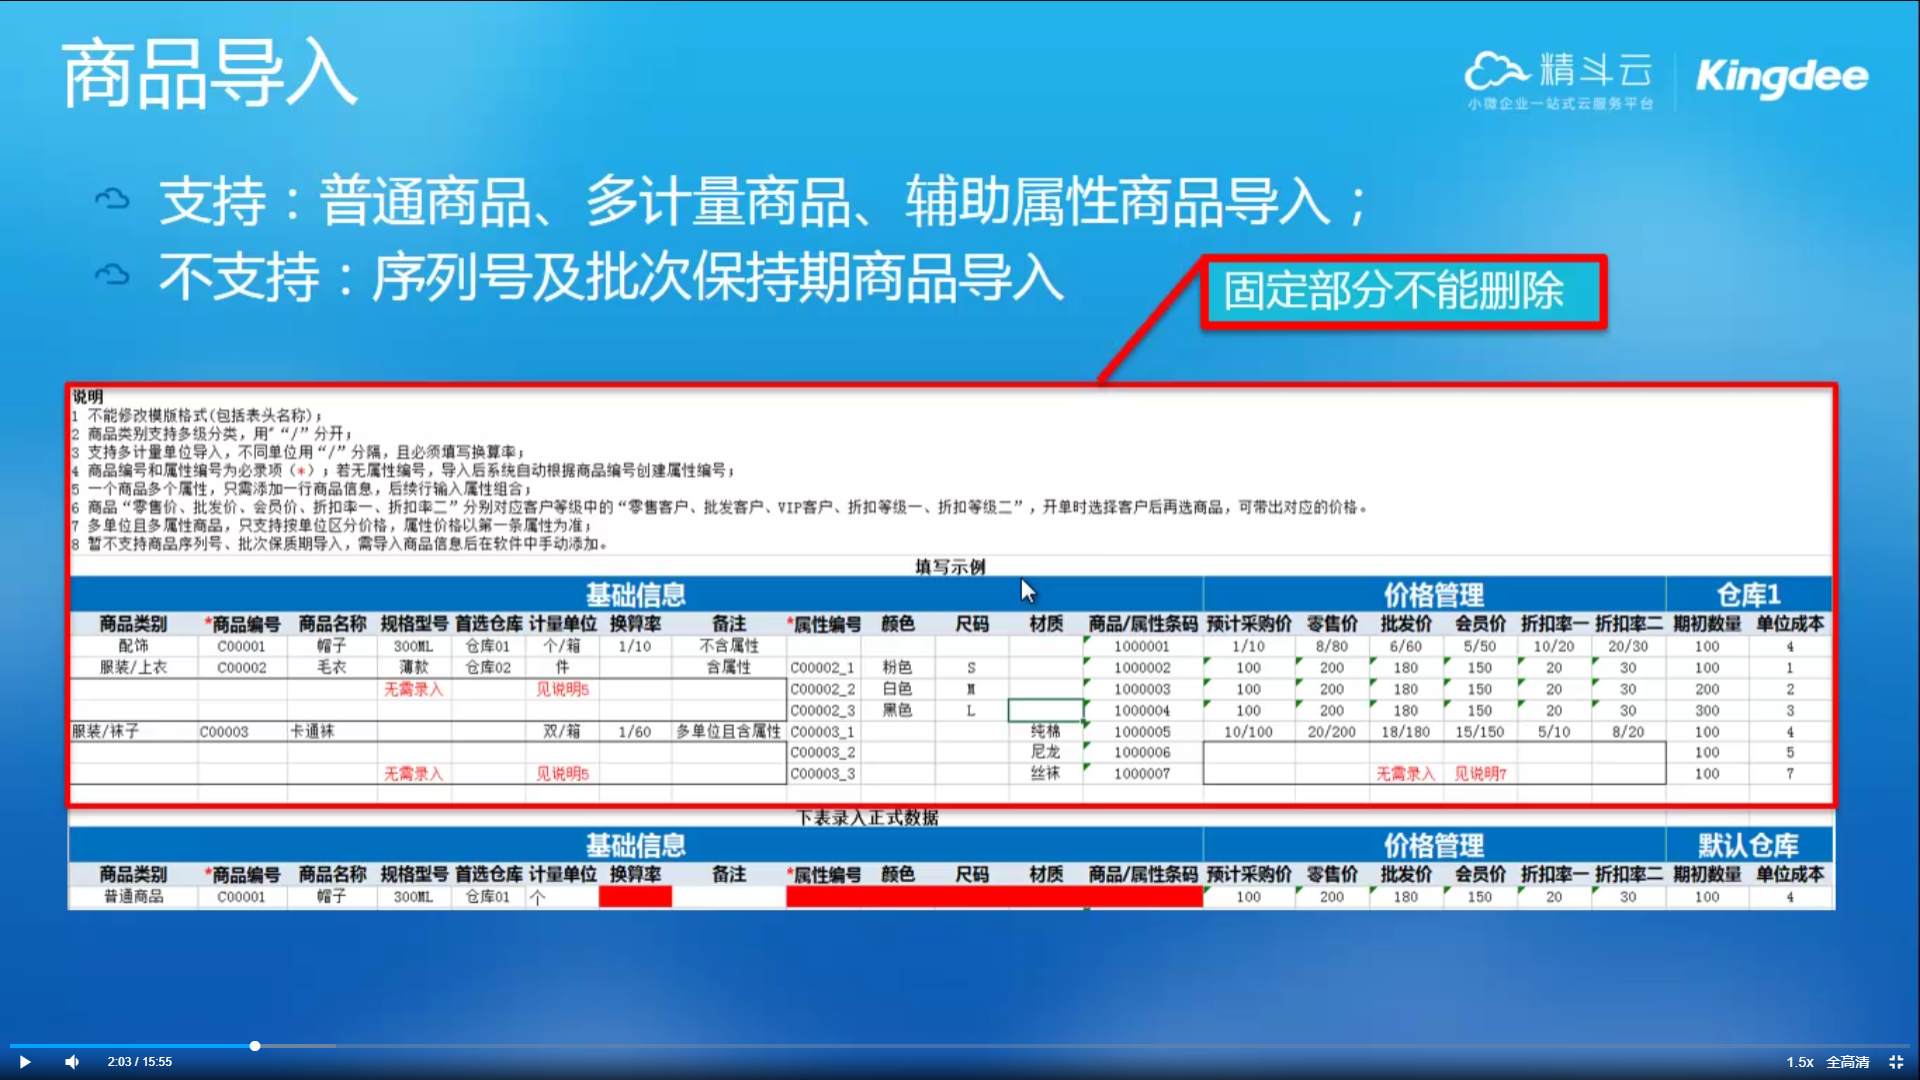 商品导入
精斗云
小微企业一站式云服务平台
Kingdee
支持：普通商品、多计量商品、辅助属性商品导入；
不支持：序列号及批次保持期商品导入
固定部分不能删除
说明
1 不能修改模版格式(包括表头名称)；
2 商品类别支持多级分类，用"“/”分开；
3 支持多计量单位导入，不同单位用“/”分隔，且必须填写换算率；
4 商品编号和属性编号为必录项（*）；若无属性编号，导入后系统自动根据商品编号创建属性编号；
5 一个商品多个属性，只需添加一行商品信息，后续行输入属性组合；
6 商品“零售价、批发价、会员价、折扣率一、折扣率二”分别对应客户等级中的“零售客户、批发客户、VIP客户、折扣等级一、折扣等级二”，开单时选择客户后再选商品，可带出对应的价格。
7 多单位且多属性商品，只支持按单位区分价格，属性价格以第一条属性为准；
8 暂不支持商品序列号、批次保质期导入，需导入商品信息后在软件中手动添加。
填写示例
基础信息 价格管理 仓库1
商品类别 *商品编号 商品名称 规格型号 首选仓库 计量单位 换算率 备注 *属性编号 颜色 尺码 材质 商品/属性条码 预计采购价 零售价 批发价 会员价 折扣率一 折扣率二 期初数量 单位成本
配饰 C00001 帽子 300ML 仓库01 个/箱 1/10 不含属性 1000001 1/10 8/80 6/60 5/50 10/20 20/30 100 4
服装/上衣 C00002 毛衣 薄款 仓库02 件 含属性 C00002_1 粉色 S 1000002 100 200 180 150 20 30 100 1
无需录入 见说明5 C00002_2 白色 M 1000003 100 200 180 150 20 30 200 2
C00002_3 黑色 L 1000004 100 200 180 150 20 30 300 3
服装/袜子 C00003 卡通袜 双/箱 1/60 多单位且含属性 C00003_1 纯棉 1000005 10/100 20/200 18/180 15/150 5/10 8/20 100 4
C00003_2 尼龙 1000006 100 5
无需录入 见说明5 C00003_3 丝袜 1000007 无需录入 见说明7 100 7
下表录入正式数据
基础信息 价格管理 默认仓库
商品类别 *商品编号 商品名称 规格型号 首选仓库 计量单位 换算率 备注 *属性编号 颜色 尺码 材质 商品/属性条码 预计采购价 零售价 批发价 会员价 折扣率一 折扣率二 期初数量 单位成本
普通商品 C00001 帽子 300ML 仓库01 个 100 200 180 150 20 30 100 4
2:03 / 15:55
1.5x 全高清